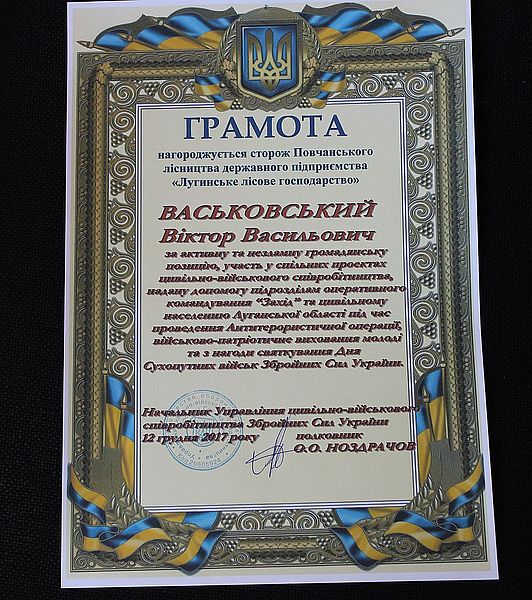 ГРАМОТА
нагороджується сторож Повчанського
лісництва державного підприємства
«Лугинське лісове господарство»
ВАСЬКОВСЬКИЙ
Віктор Васильович
за активну та незламну громадянську
позицію, участь у спільних проектах
цивільно-військового співробітництва,
надану допомогу підрозділам оперативного
командування "Захід" та цивільному
населенню Луганської області під час
проведення Антитерористичної операції,
військово-патріотичне виховання молоді
та з нагоди святкування Дня
Сухопутних військ Збройних Сил України.
Начальник Управління цивільно-військового
співробітництва Збройних Сил України
12 грудня 2017 року полковник
О.О. НОЗДРАЧОВ